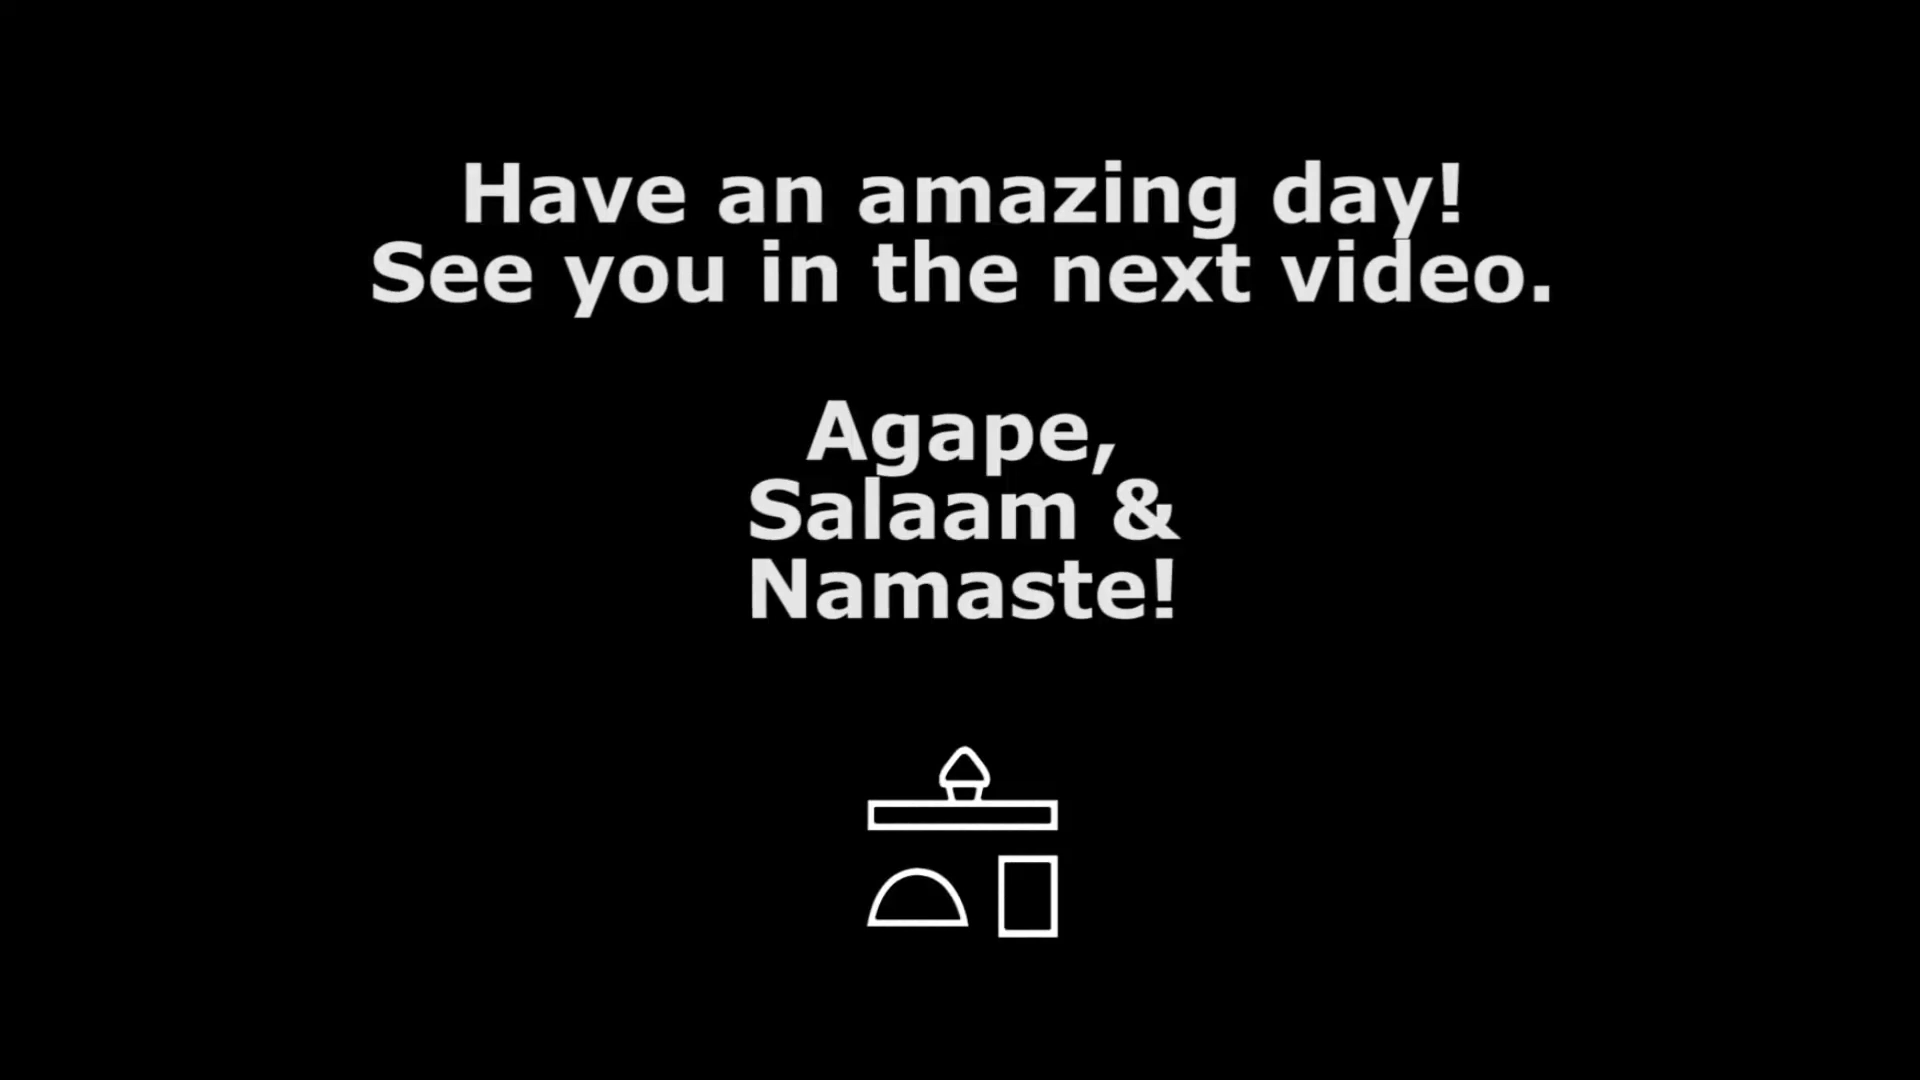 Have an amazing day!
See you in the next video.
Agape,
Salaam &
Namaste!